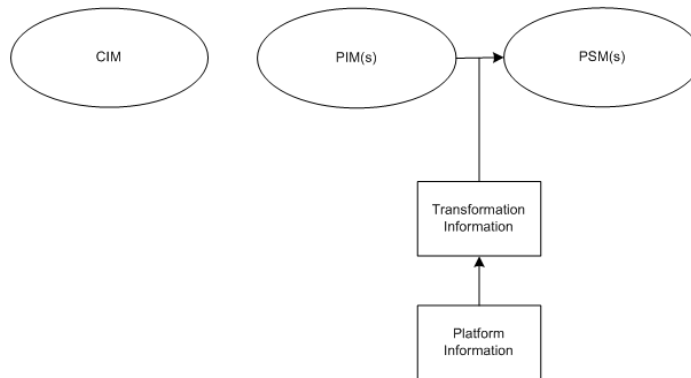 CIM
PIM(s)
PSM(s)
Transformation
Information
Platform
Information